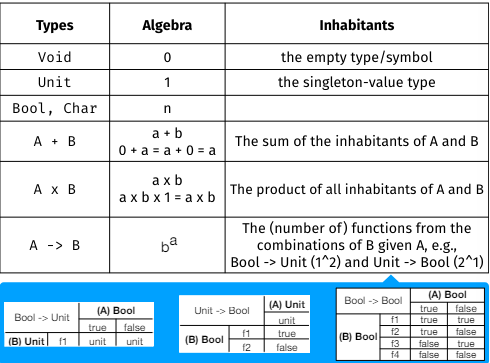 Types Algebra Inhabitants
Void 0 the empty type/symbol
Unit 1 the singleton-value type
Bool, Char n
A + B
a + b
0 + a = a + 0 = a
The sum of the inhabitants of A and B
A x B
a x b
a x b x 1 = a x b
The product of all inhabitants of A and B
A -> B
bᵃ
The (number of) functions from the
combinations of B given A, e.g.,
Bool -> Unit (1^2) and Unit -> Bool (2^1)
Bool -> Unit (A) Bool
true false
(B) Unit f1 unit unit
Unit -> Bool (A) Unit
unit
(B) Bool f1 true
f2 false
Bool -> Bool (A) Bool
true false
(B) Bool
f1 true true
f2 true false
f3 false true
f4 false false